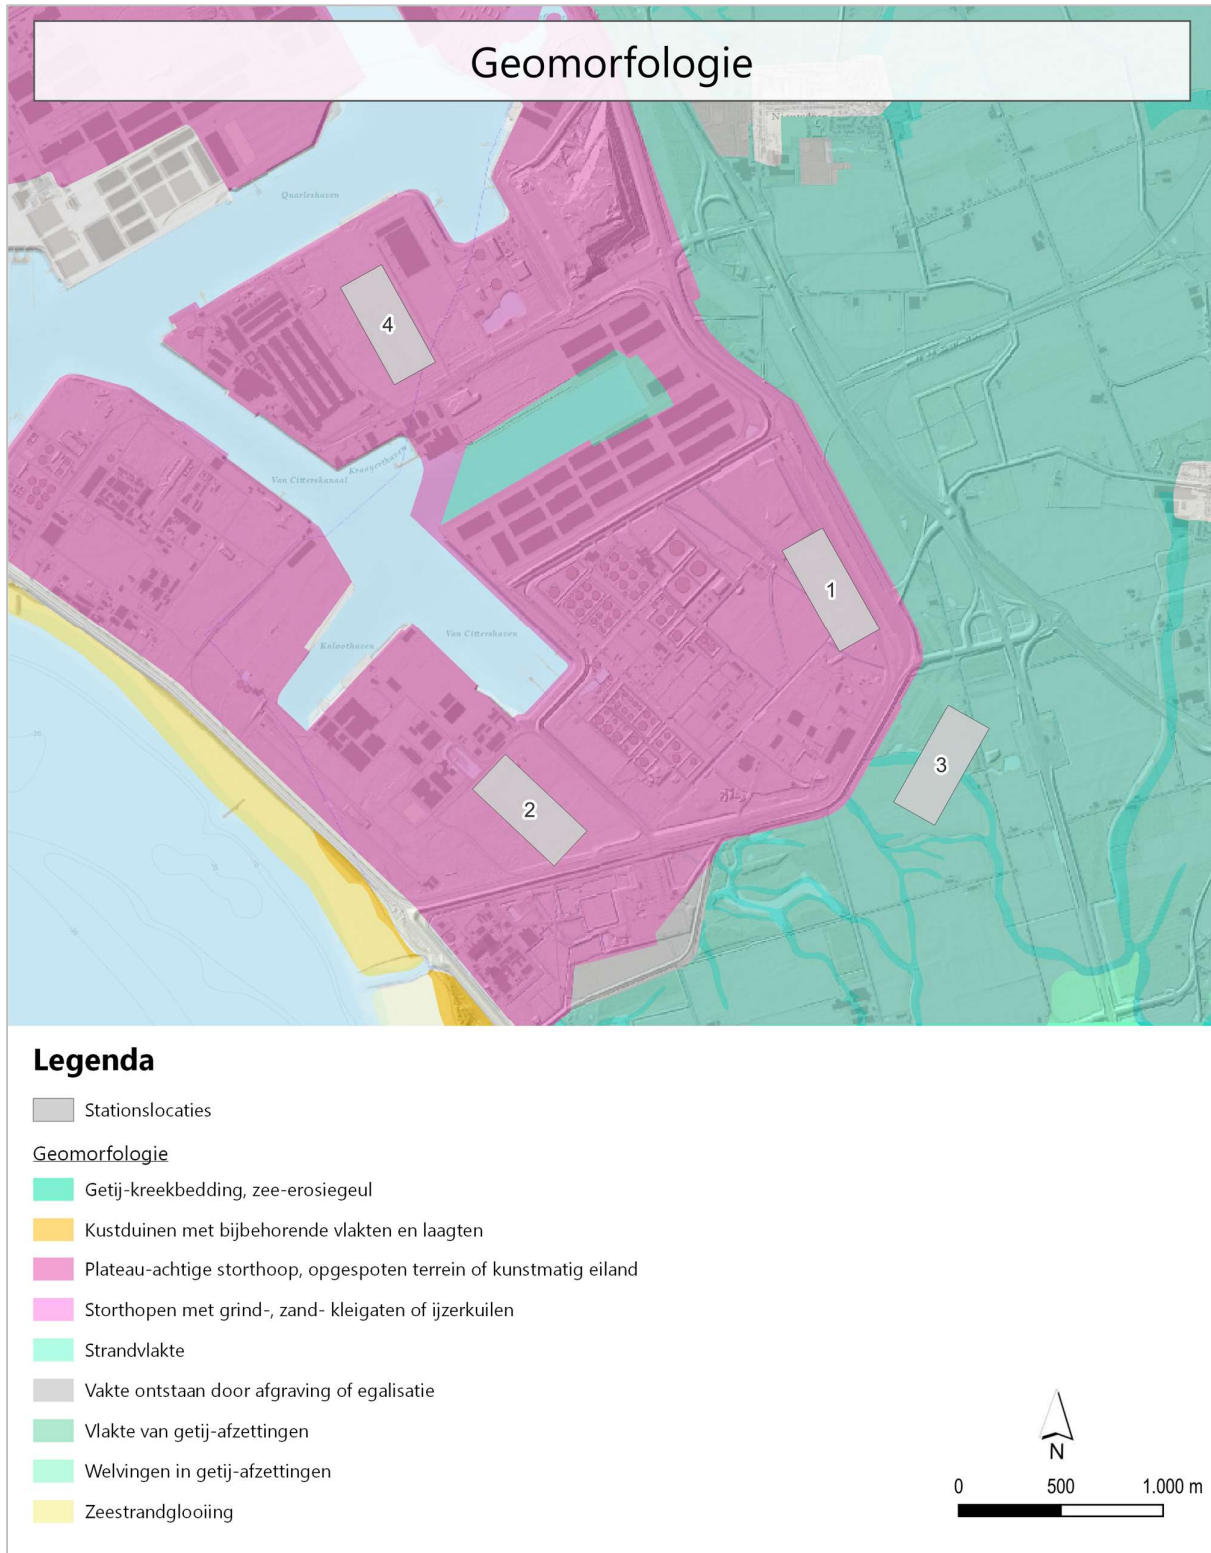 Geomorfologie
Quarleshaven
4
Kraayerthaven
Van Cittershanaal
1
Van Cittershaven
Kaloothaven
3
2
Legenda
Stationslocaties
Geomorfologie
Getij-kreekbedding, zee-erosiegeul
Kustduinen met bijbehorende vlakten en laagten
Plateau-achtige storthoop, opgespoten terrein of kunstmatig eiland
Storthopen met grind-, zand- kleigaten of ijzerkuilen
Strandvlakte
Vakte ontstaan door afgraving of egalisatie
Vlakte van getij-afzettingen
Welvingen in getij-afzettingen
Zeestrandglooiing
N
0 500 1.000 m